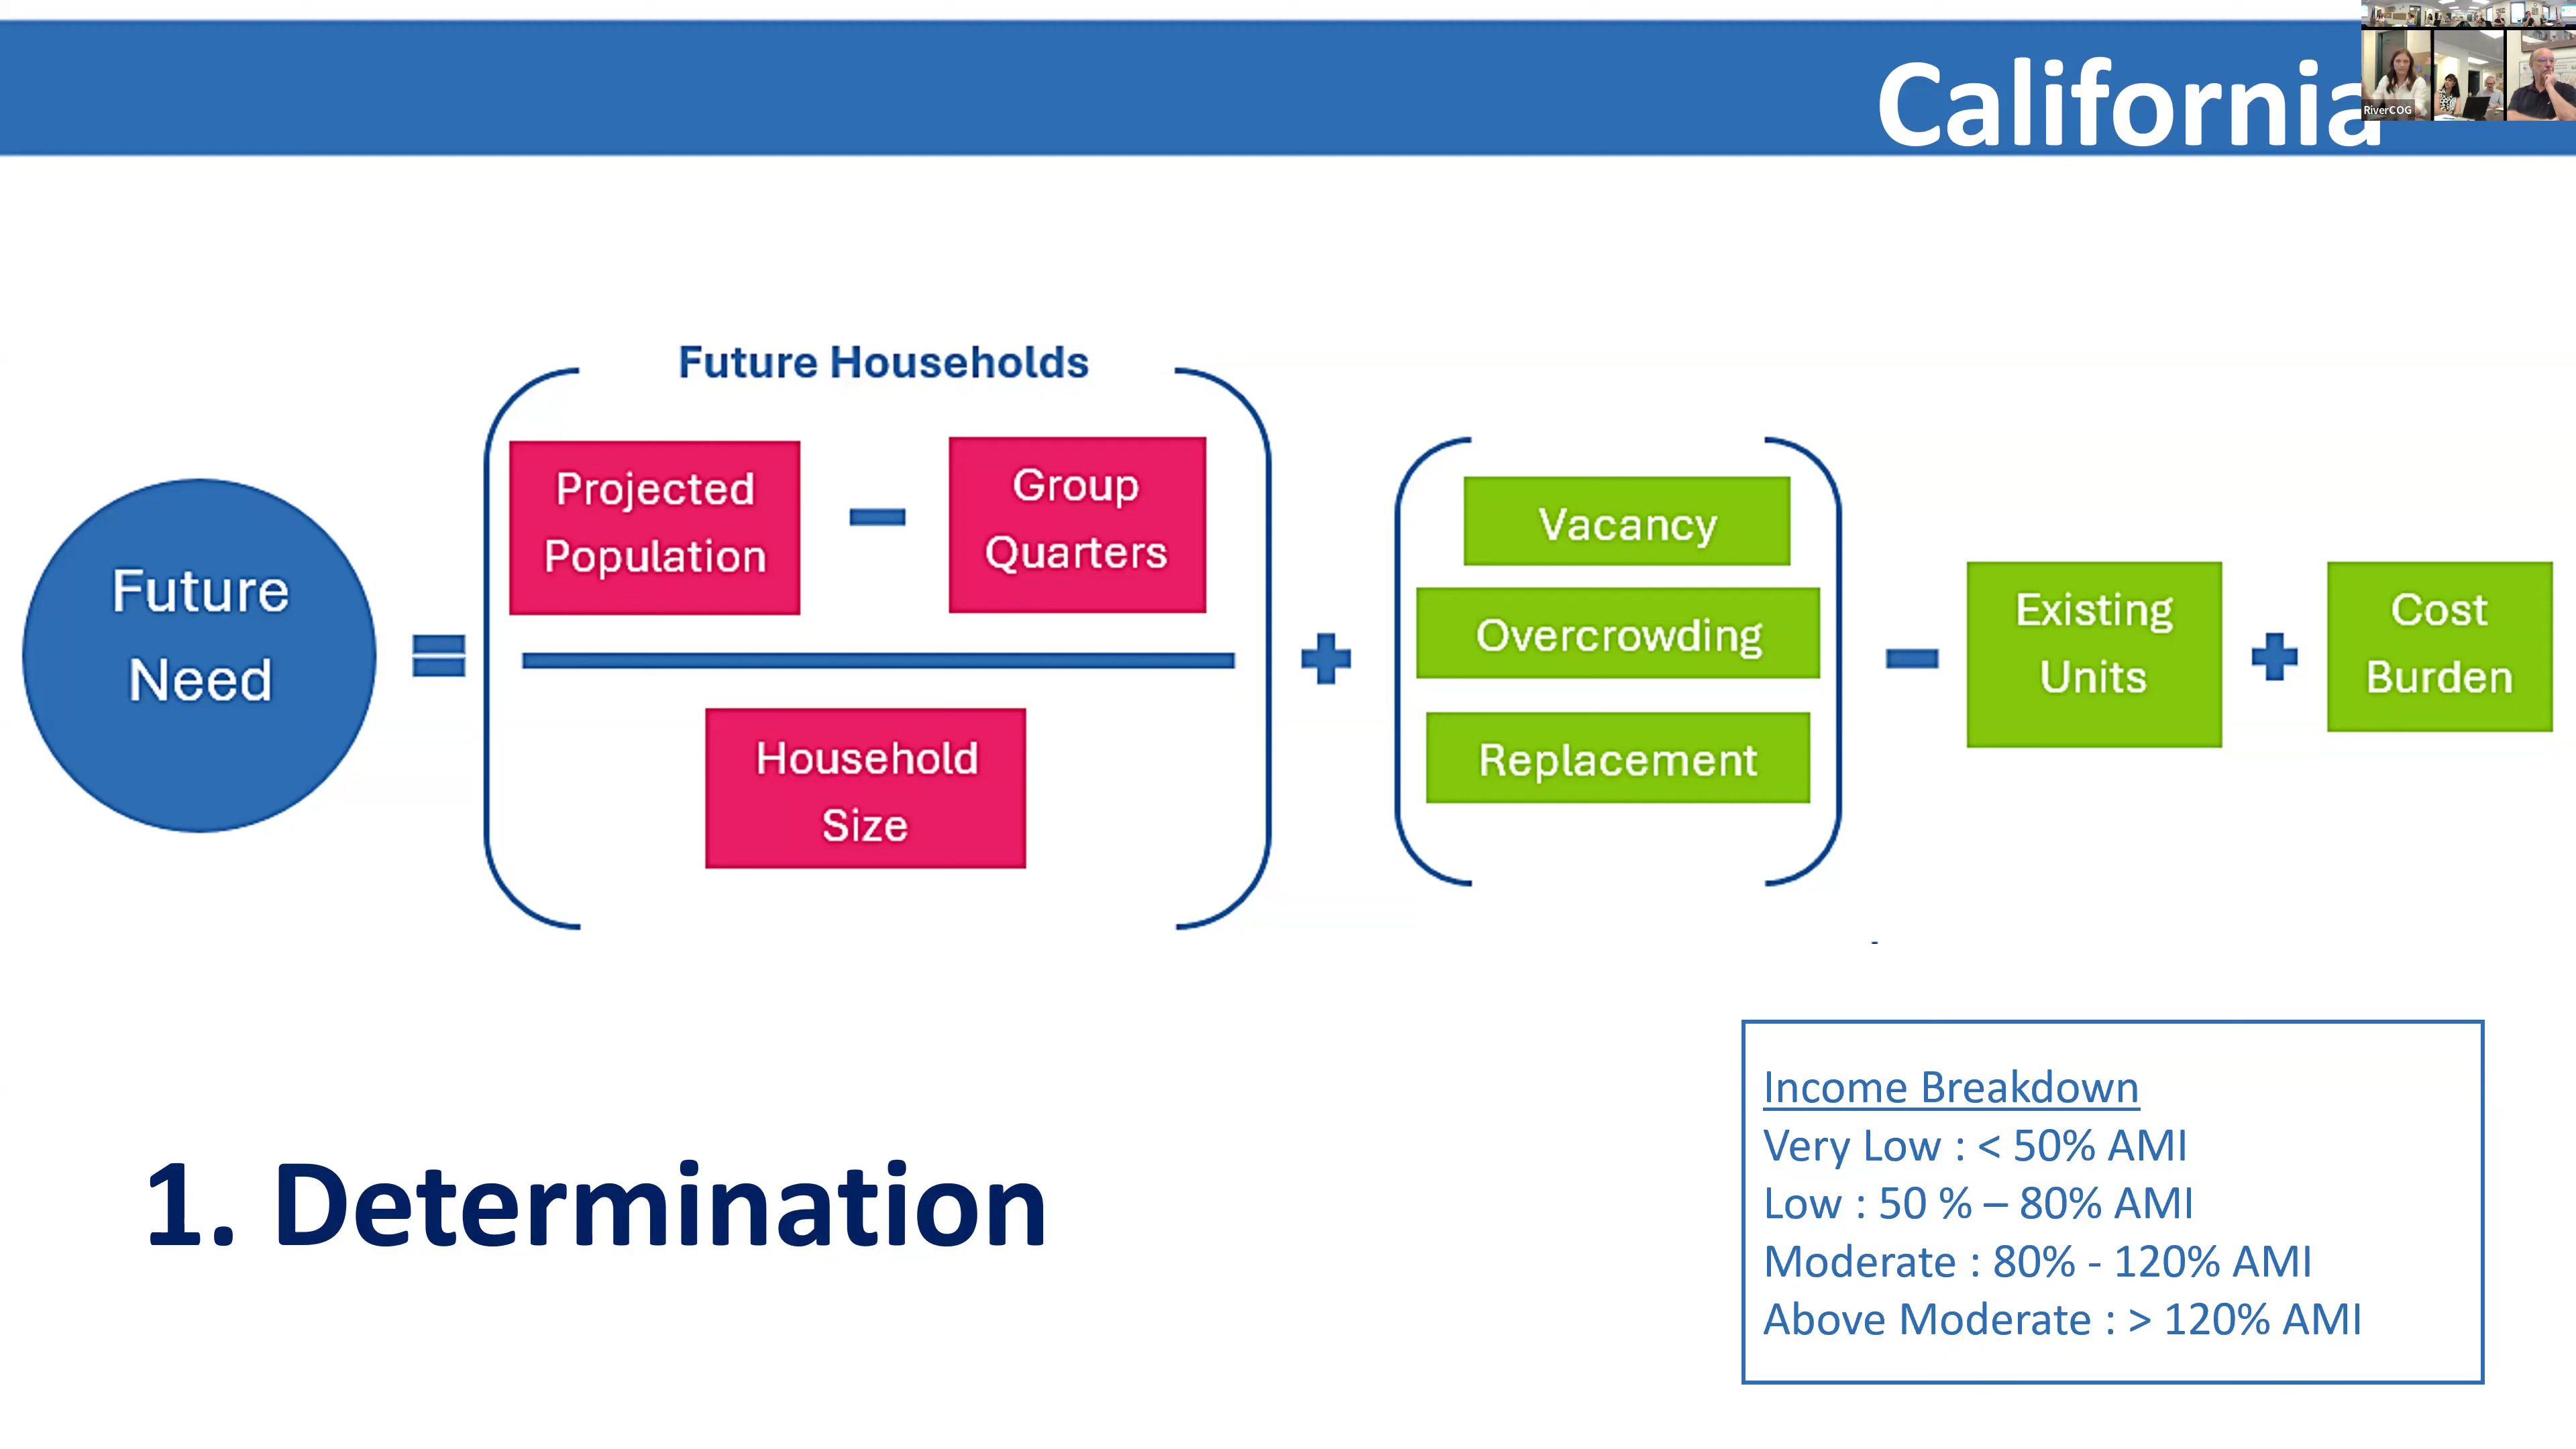 California
RiverCOG
Future Households
Projected
Population
Group
Quarters
Household
Size
Future
Need
Vacancy
Overcrowding
Replacement
Existing
Units
Cost
Burden
1. Determination
Income Breakdown
Very Low : < 50% AMI
Low : 50 % – 80% AMI
Moderate : 80% - 120% AMI
Above Moderate : > 120% AMI